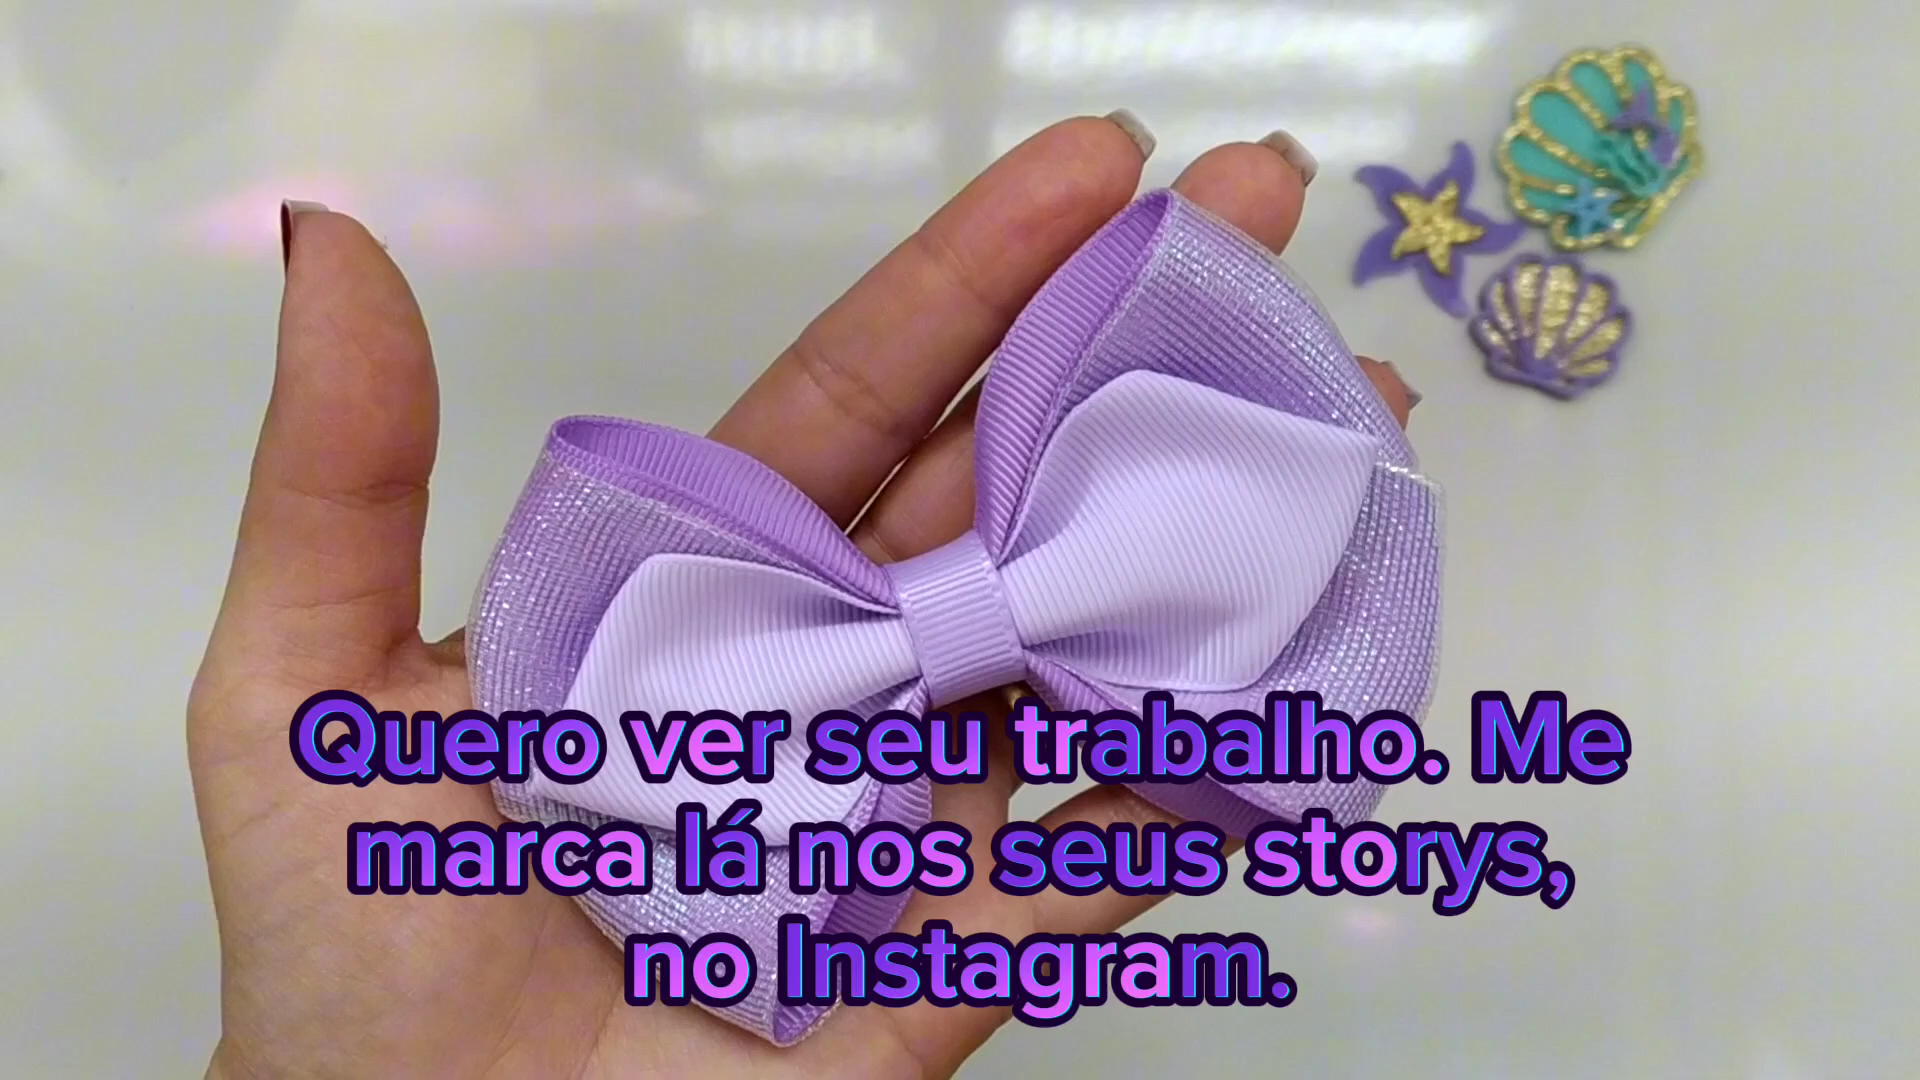 Quero ver seu trabalho. Me
marca lá nos seus storys,
no Instagram.